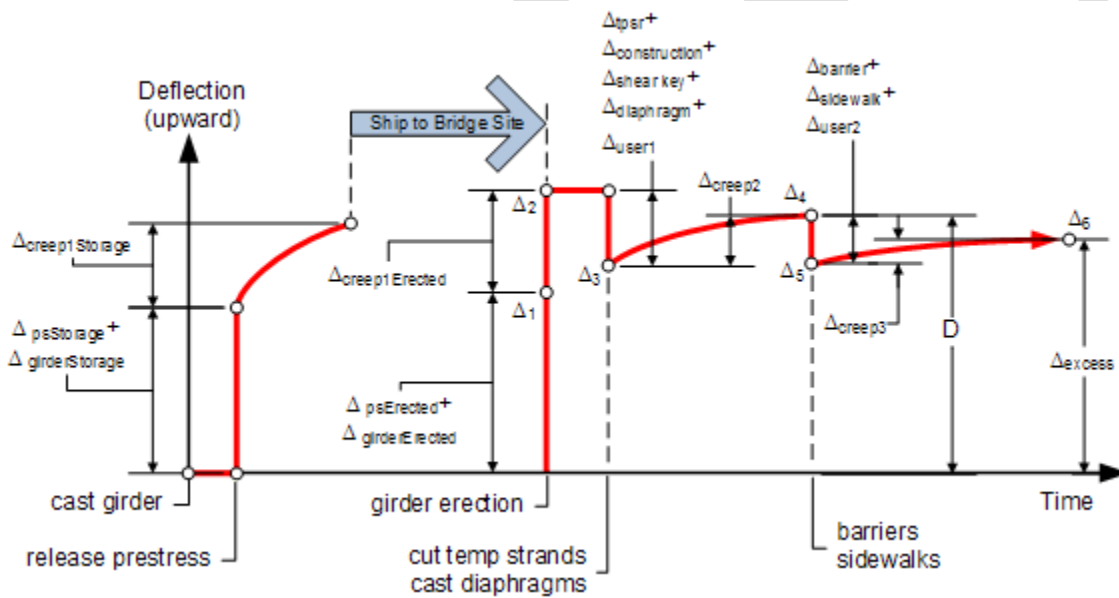 Deflection
(upward)
Ship to Bridge Site
Δtpsr+
Δconstruction+
Δshear key+
Δdiaphragm+
Δuser1
Δbarrier+
Δsidewalk+
Δuser2
Δcreep1Storage
Δ psStorage+
Δ girderStorage
Δ2
Δcreep1Erected
Δ1
Δ psErected+
Δ girderErected
Δcreep2
Δ3
Δ4
Δ5
Δ6
Δcreep3
D
Δexcess
cast girder
release prestress
girder erection
cut temp strands
cast diaphragms
barriers
sidewalks
Time